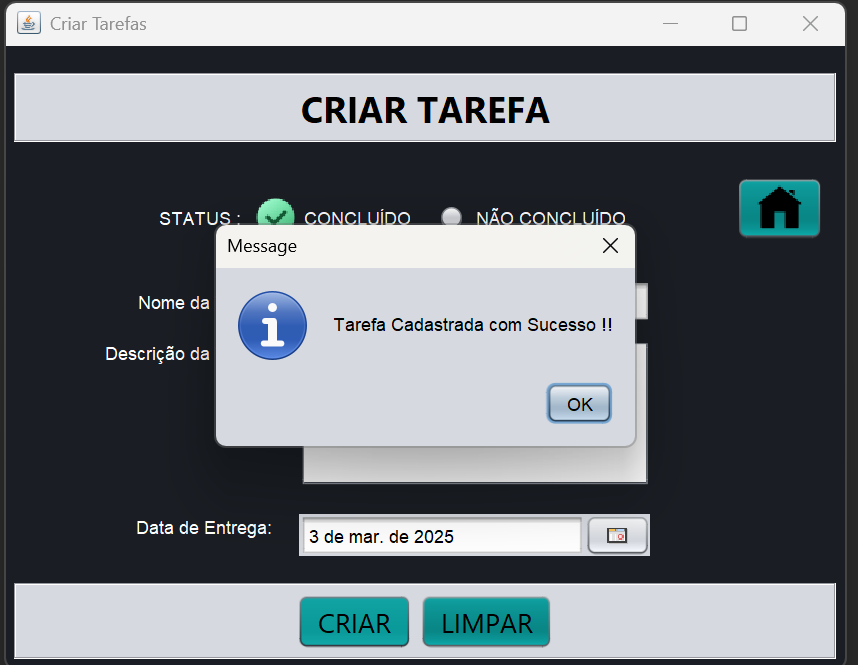 Criar Tarefas
CRIAR TAREFA
STATUS : CONCLUÍDO NÃO CONCLUÍDO
Message
Nome da
Tarefa Cadastrada com Sucesso !!
Descrição da
OK
Data de Entrega: 3 de mar. de 2025
CRIAR LIMPAR